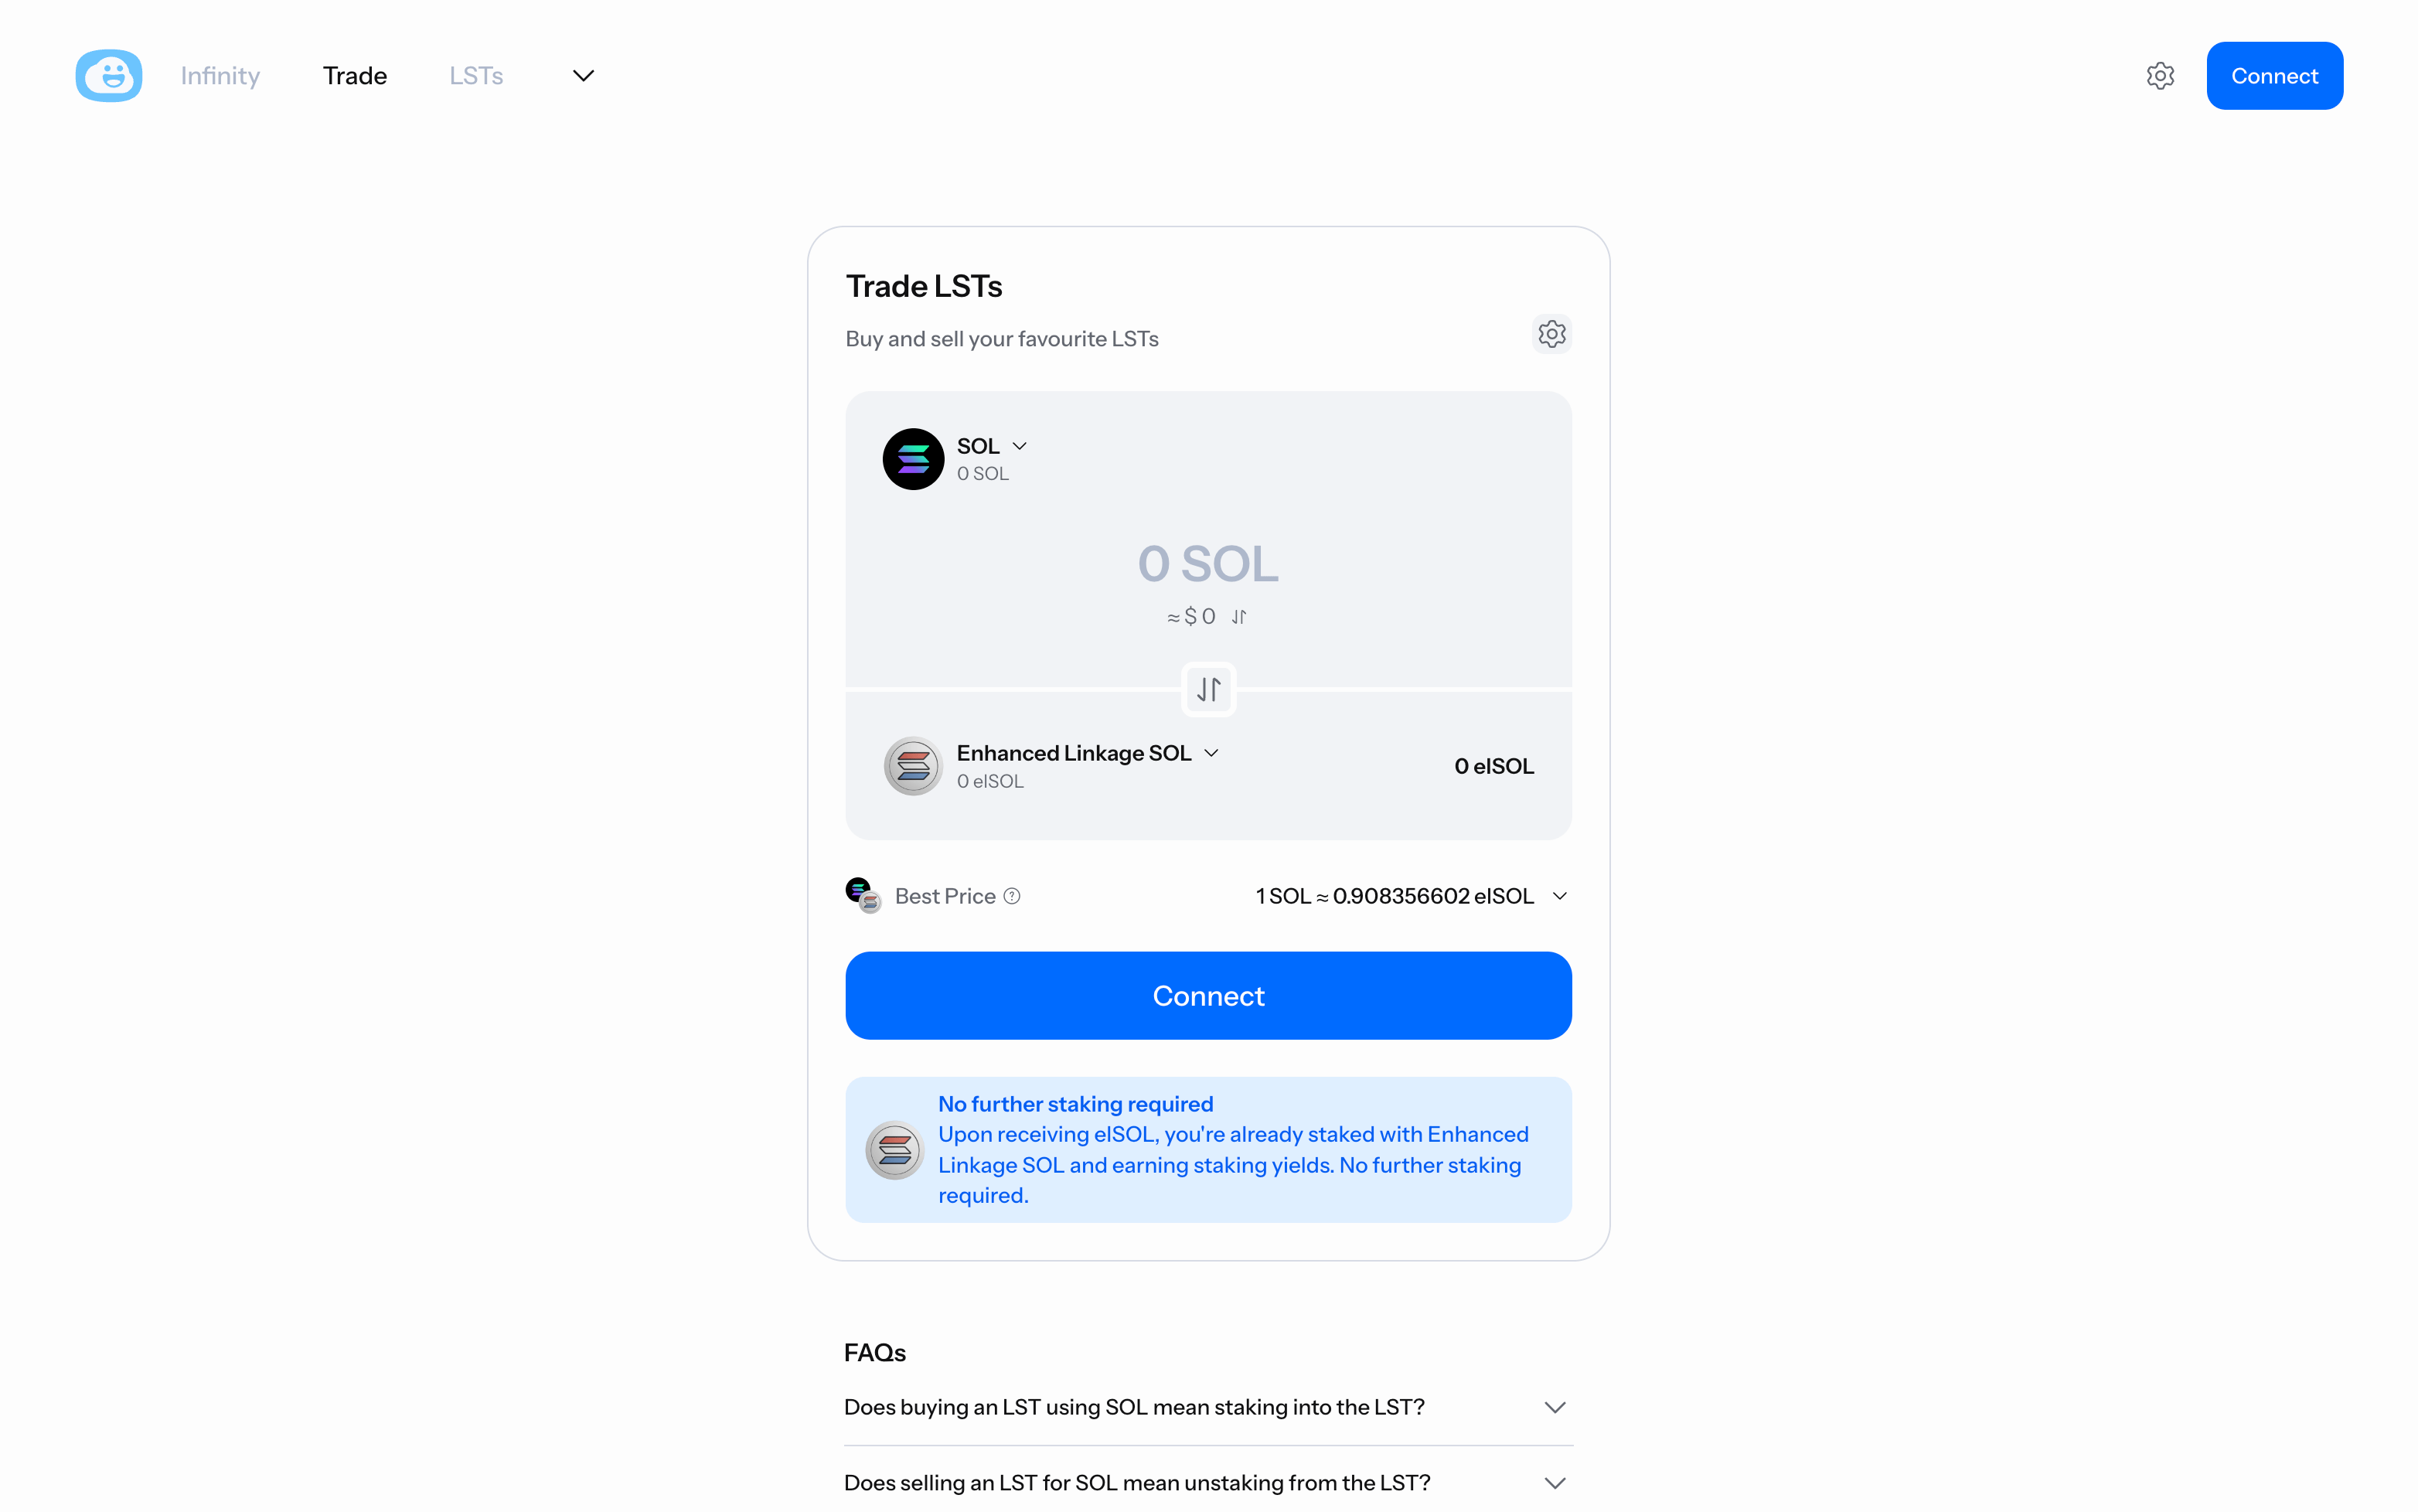 Infinity
Trade
LSTs
Connect
Trade LSTs
Buy and sell your favourite LSTs
SOL
0 SOL
0 SOL
≈ $ 0
Enhanced Linkage SOL
0 elSOL
0 elSOL
Best Price
1 SOL ≈ 0.908356602 elSOL
Connect
No further staking required
Upon receiving elSOL, you're already staked with Enhanced
Linkage SOL and earning staking yields. No further staking
required.
FAQs
Does buying an LST using SOL mean staking into the LST?
Does selling an LST for SOL mean unstaking from the LST?